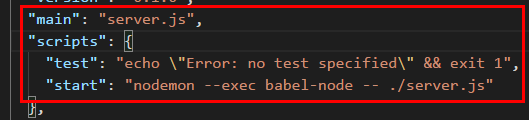 "main": "server.js",
"scripts": {
"test": "echo \"Error: no test specified\" && exit 1",
"start": "nodemon --exec babel-node -- ./server.js"
},